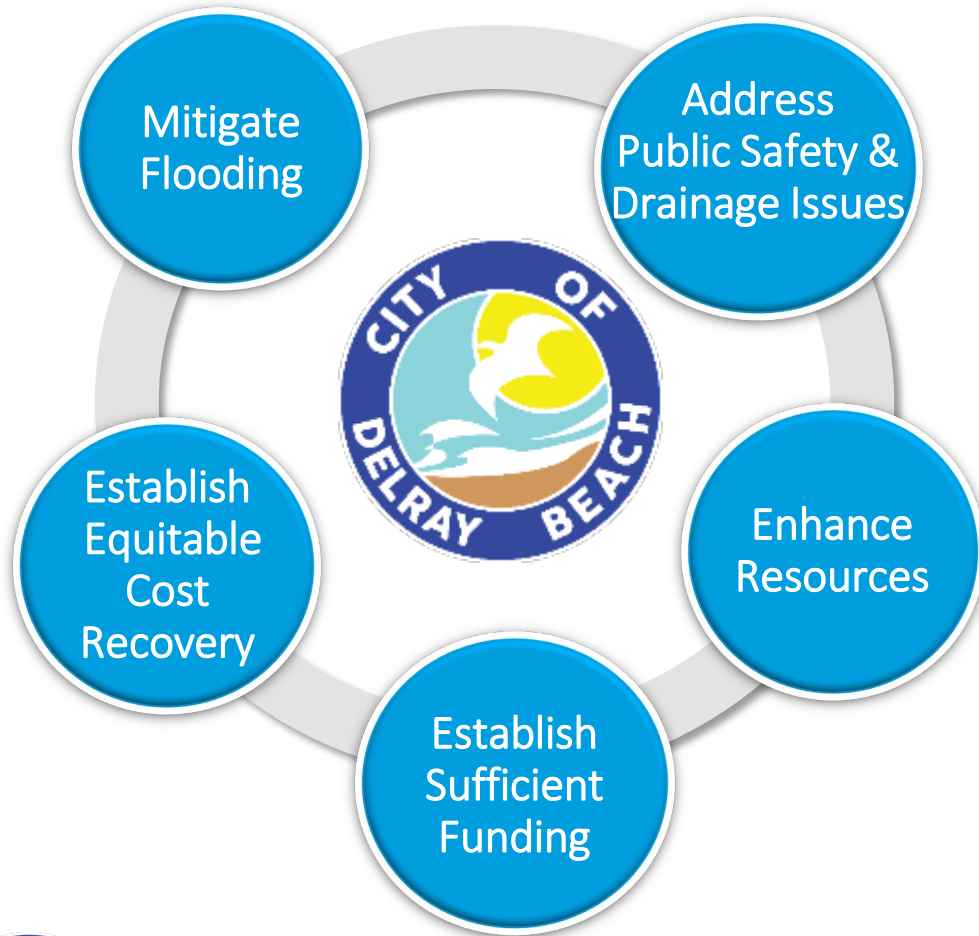 Mitigate
Flooding
Address
Public Safety &
Drainage Issues
CITY OF
DELRAY BEACH
Establish
Equitable
Cost
Recovery
Enhance
Resources
Establish
Sufficient
Funding